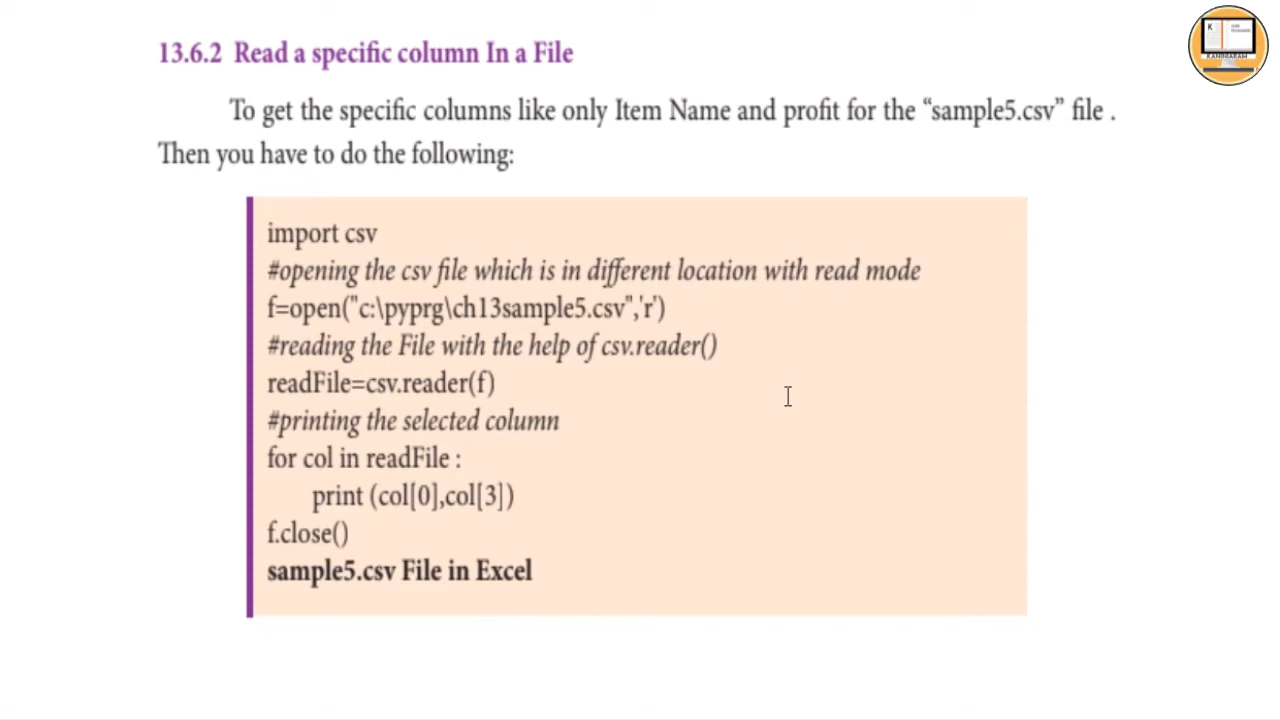 13.6.2 Read a specific column In a File
To get the specific columns like only Item Name and profit for the “sample5.csv” file .
Then you have to do the following:
import csv
#opening the csv file which is in different location with read mode
f=open("c:\pyprg\ch13sample5.csv",'r')
#reading the File with the help of csv.reader()
readFile=csv.reader(f)
#printing the selected column
for col in readFile :
print (col[0],col[3])
f.close()
sample5.csv File in Excel
K